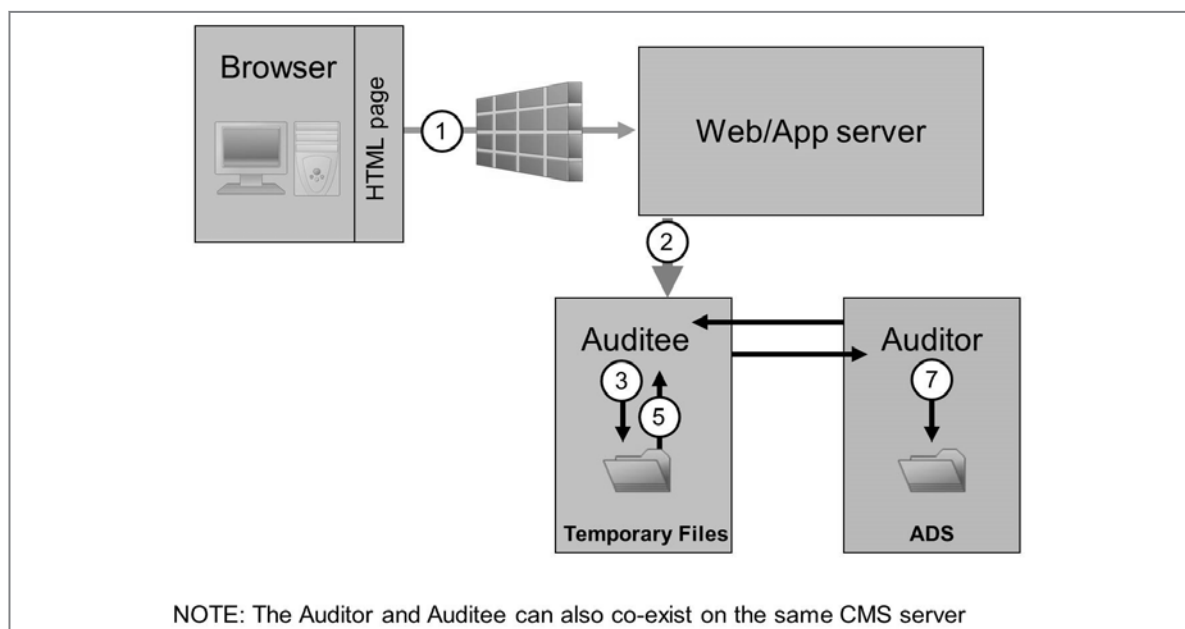 Browser
HTML page
1
Web/App server
2
Auditee
Auditor
3
5
7
Temporary Files
ADS
NOTE: The Auditor and Auditee can also co-exist on the same CMS server